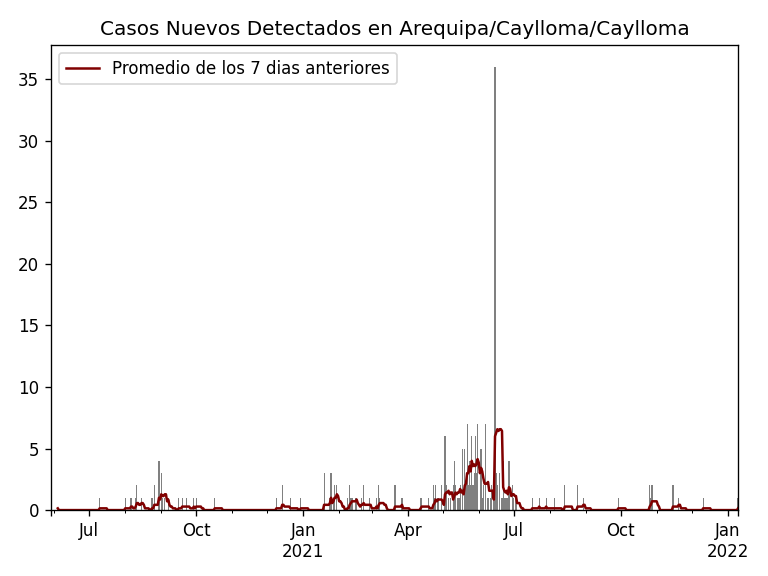 Casos Nuevos Detectados en Arequipa/Caylloma/Caylloma
Promedio de los 7 dias anteriores
35
30
25
20
15
10
5
0
Jul
Oct
Jan
2021
Apr
Jul
Oct
Jan
2022